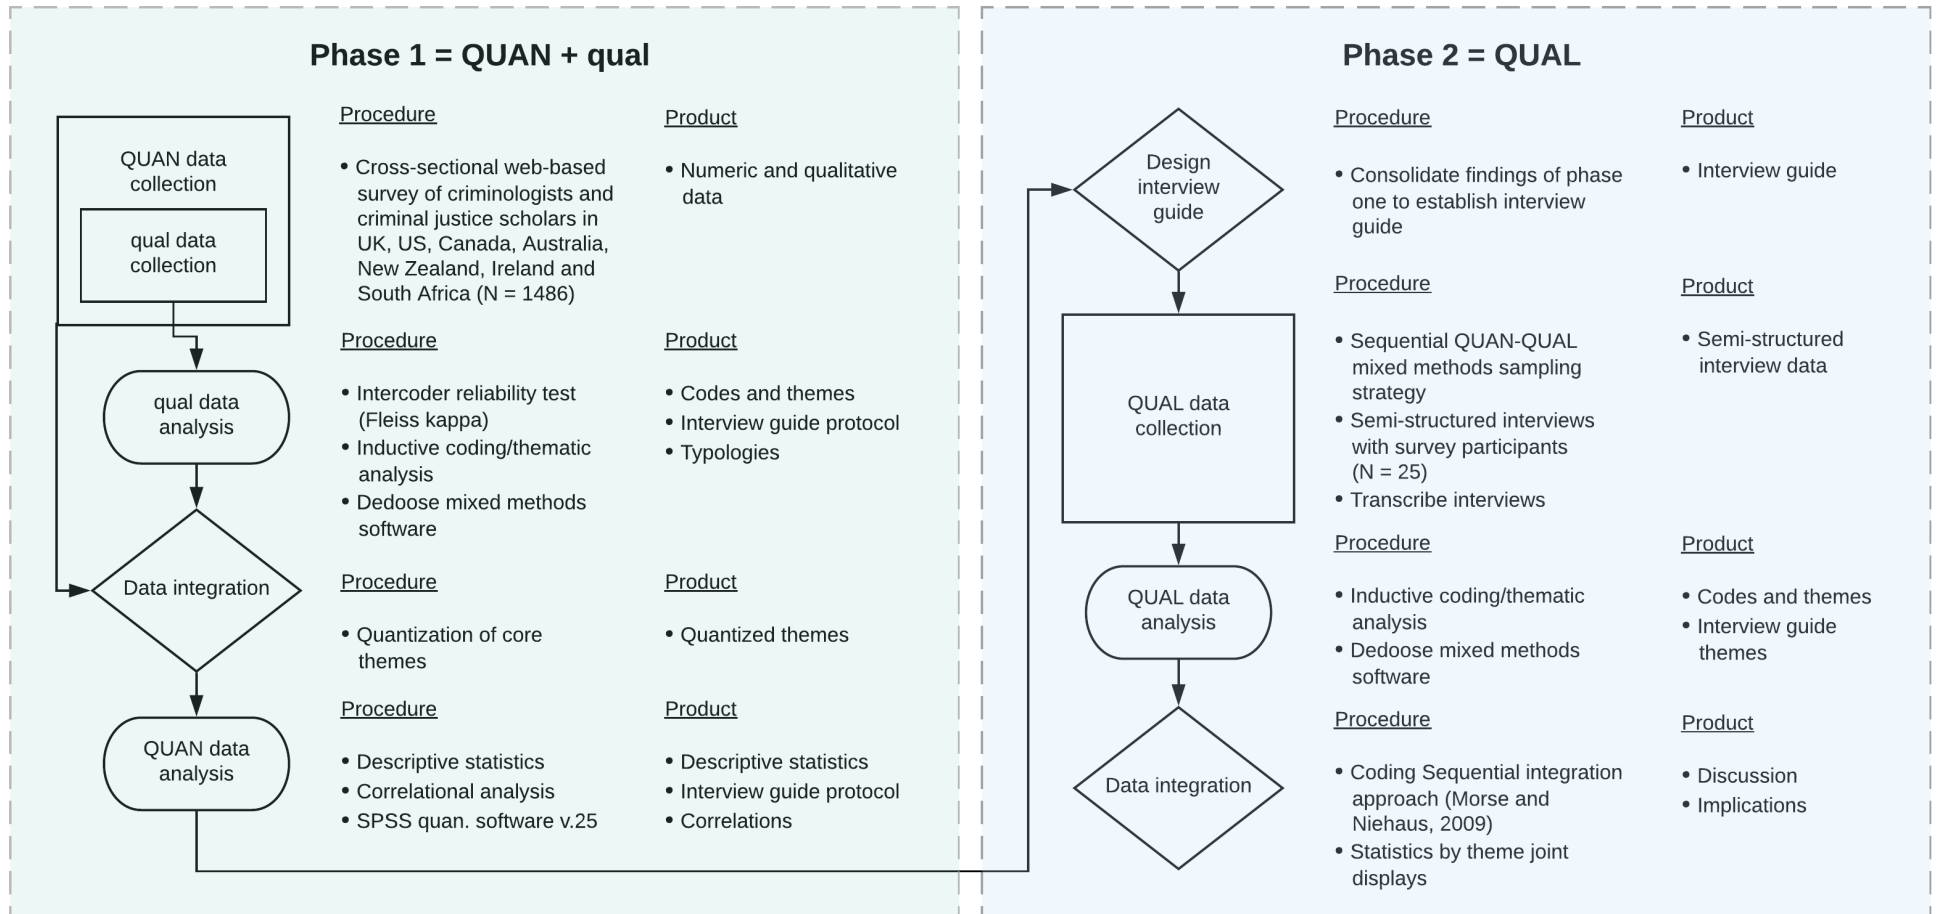 Phase 1 = QUAN + qual
QUAN data
collection
qual data
collection
Procedure
• Cross-sectional web-based
survey of criminologists and
criminal justice scholars in
UK, US, Canada, Australia,
New Zealand, Ireland and
South Africa (N = 1486)
Product
• Numeric and qualitative
data
qual data
analysis
Procedure
• Intercoder reliability test
(Fleiss kappa)
• Inductive coding/thematic
analysis
• Dedoose mixed methods
software
Product
• Codes and themes
• Interview guide protocol
• Typologies
Data integration
Procedure
• Quantization of core
themes
Product
• Quantized themes
QUAN data
analysis
Procedure
• Descriptive statistics
• Correlational analysis
• SPSS quan. software v.25
Product
• Descriptive statistics
• Interview guide protocol
• Correlations
Phase 2 = QUAL
Design
interview
guide
Procedure
• Consolidate findings of phase
one to establish interview
guide
Product
• Interview guide
QUAL data
collection
Procedure
• Sequential QUAN-QUAL
mixed methods sampling
strategy
• Semi-structured interviews
with survey participants
(N = 25)
• Transcribe interviews
Product
• Semi-structured
interview data
QUAL data
analysis
Procedure
• Inductive coding/thematic
analysis
• Dedoose mixed methods
software
Product
• Codes and themes
• Interview guide
themes
Data integration
Procedure
• Coding Sequential integration
approach (Morse and
Niehaus, 2009)
• Statistics by theme joint
displays
Product
• Discussion
• Implications